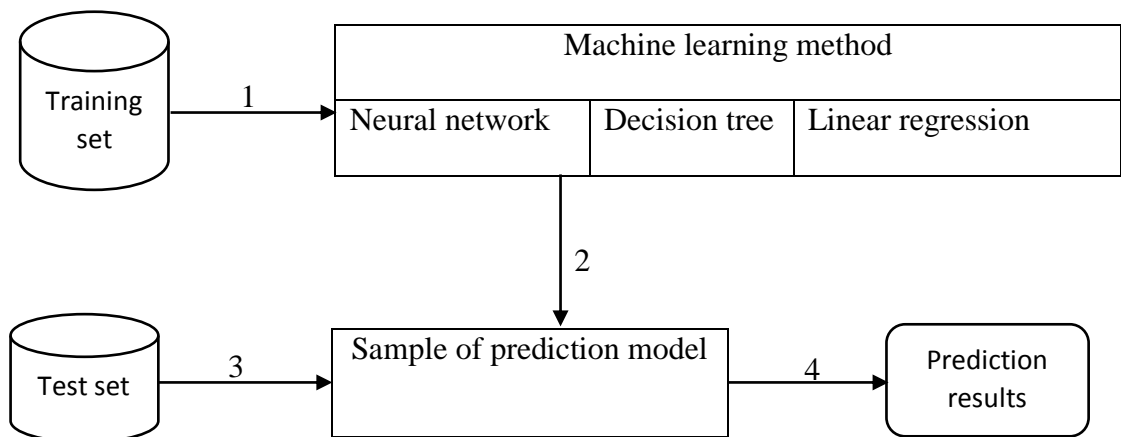 Machine learning method
Training
set
1
Neural network
Decision tree
Linear regression
2
Test set
3
Sample of prediction model
4
Prediction
results